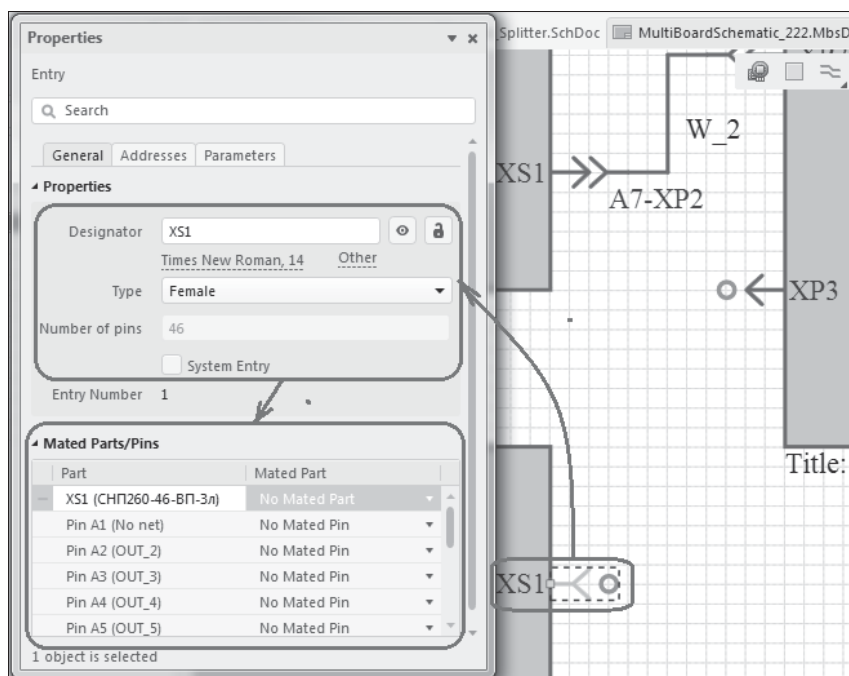 Properties
Entry
Search
General Addresses Parameters
Properties
Designator XS1
Times New Roman, 14 Other
Type Female
Number of pins 46
System Entry
Entry Number 1
Mated Parts/Pins
Part Mated Part
XS1 (СНП260-46-ВП-3л) No Mated Part
Pin A1 (No net) No Mated Pin
Pin A2 (OUT_2) No Mated Pin
Pin A3 (OUT_3) No Mated Pin
Pin A4 (OUT_4) No Mated Pin
Pin A5 (OUT_5) No Mated Pin
1 object is selected
_Splitter.SchDoc MultiBoardSchematic_222.MbsD
W_2
XS1
A7-XP2
XP3
Title:
XS1